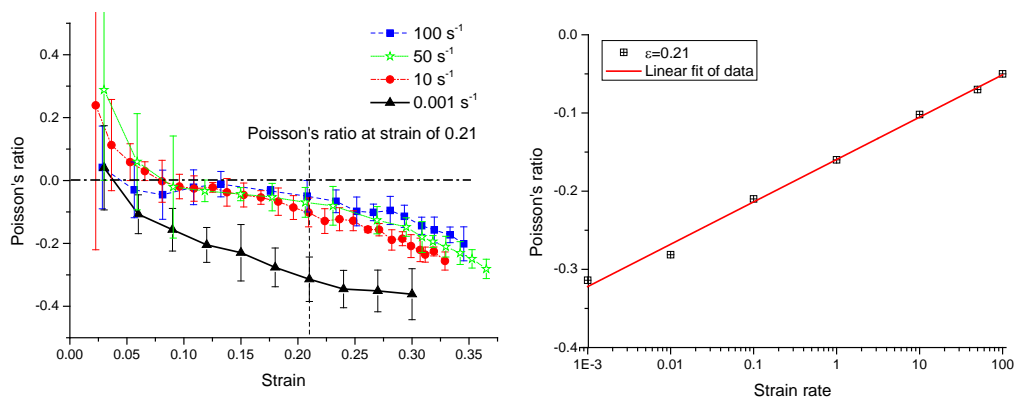 0.4
0.2
0.0
-0.2
-0.4
Poisson's ratio
100 s⁻¹
50 s⁻¹
10 s⁻¹
0.001 s⁻¹
Poisson's ratio at strain of 0.21
0.00 0.05 0.10 0.15 0.20 0.25 0.30 0.35
Strain
0.0
-0.1
-0.2
-0.3
-0.4
Poisson's ratio
ε=0.21
Linear fit of data
1E-3 0.01 0.1 1 10 100
Strain rate